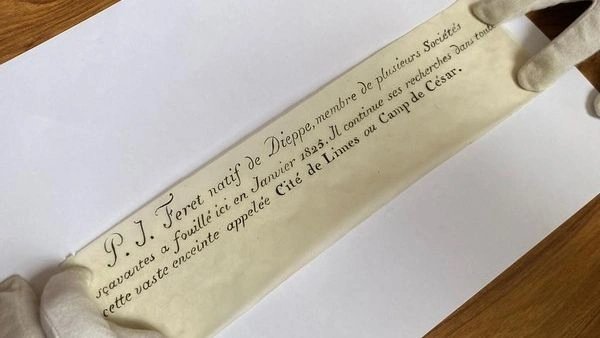 P. J. Feret natif de Dieppe, membre de plusieurs Sociétés
sçavantes a fouillé ici en Janvier 1825. Il continue ses recherches dans toute
cette vaste enceinte appelée Cité de Limes ou Camp de César.